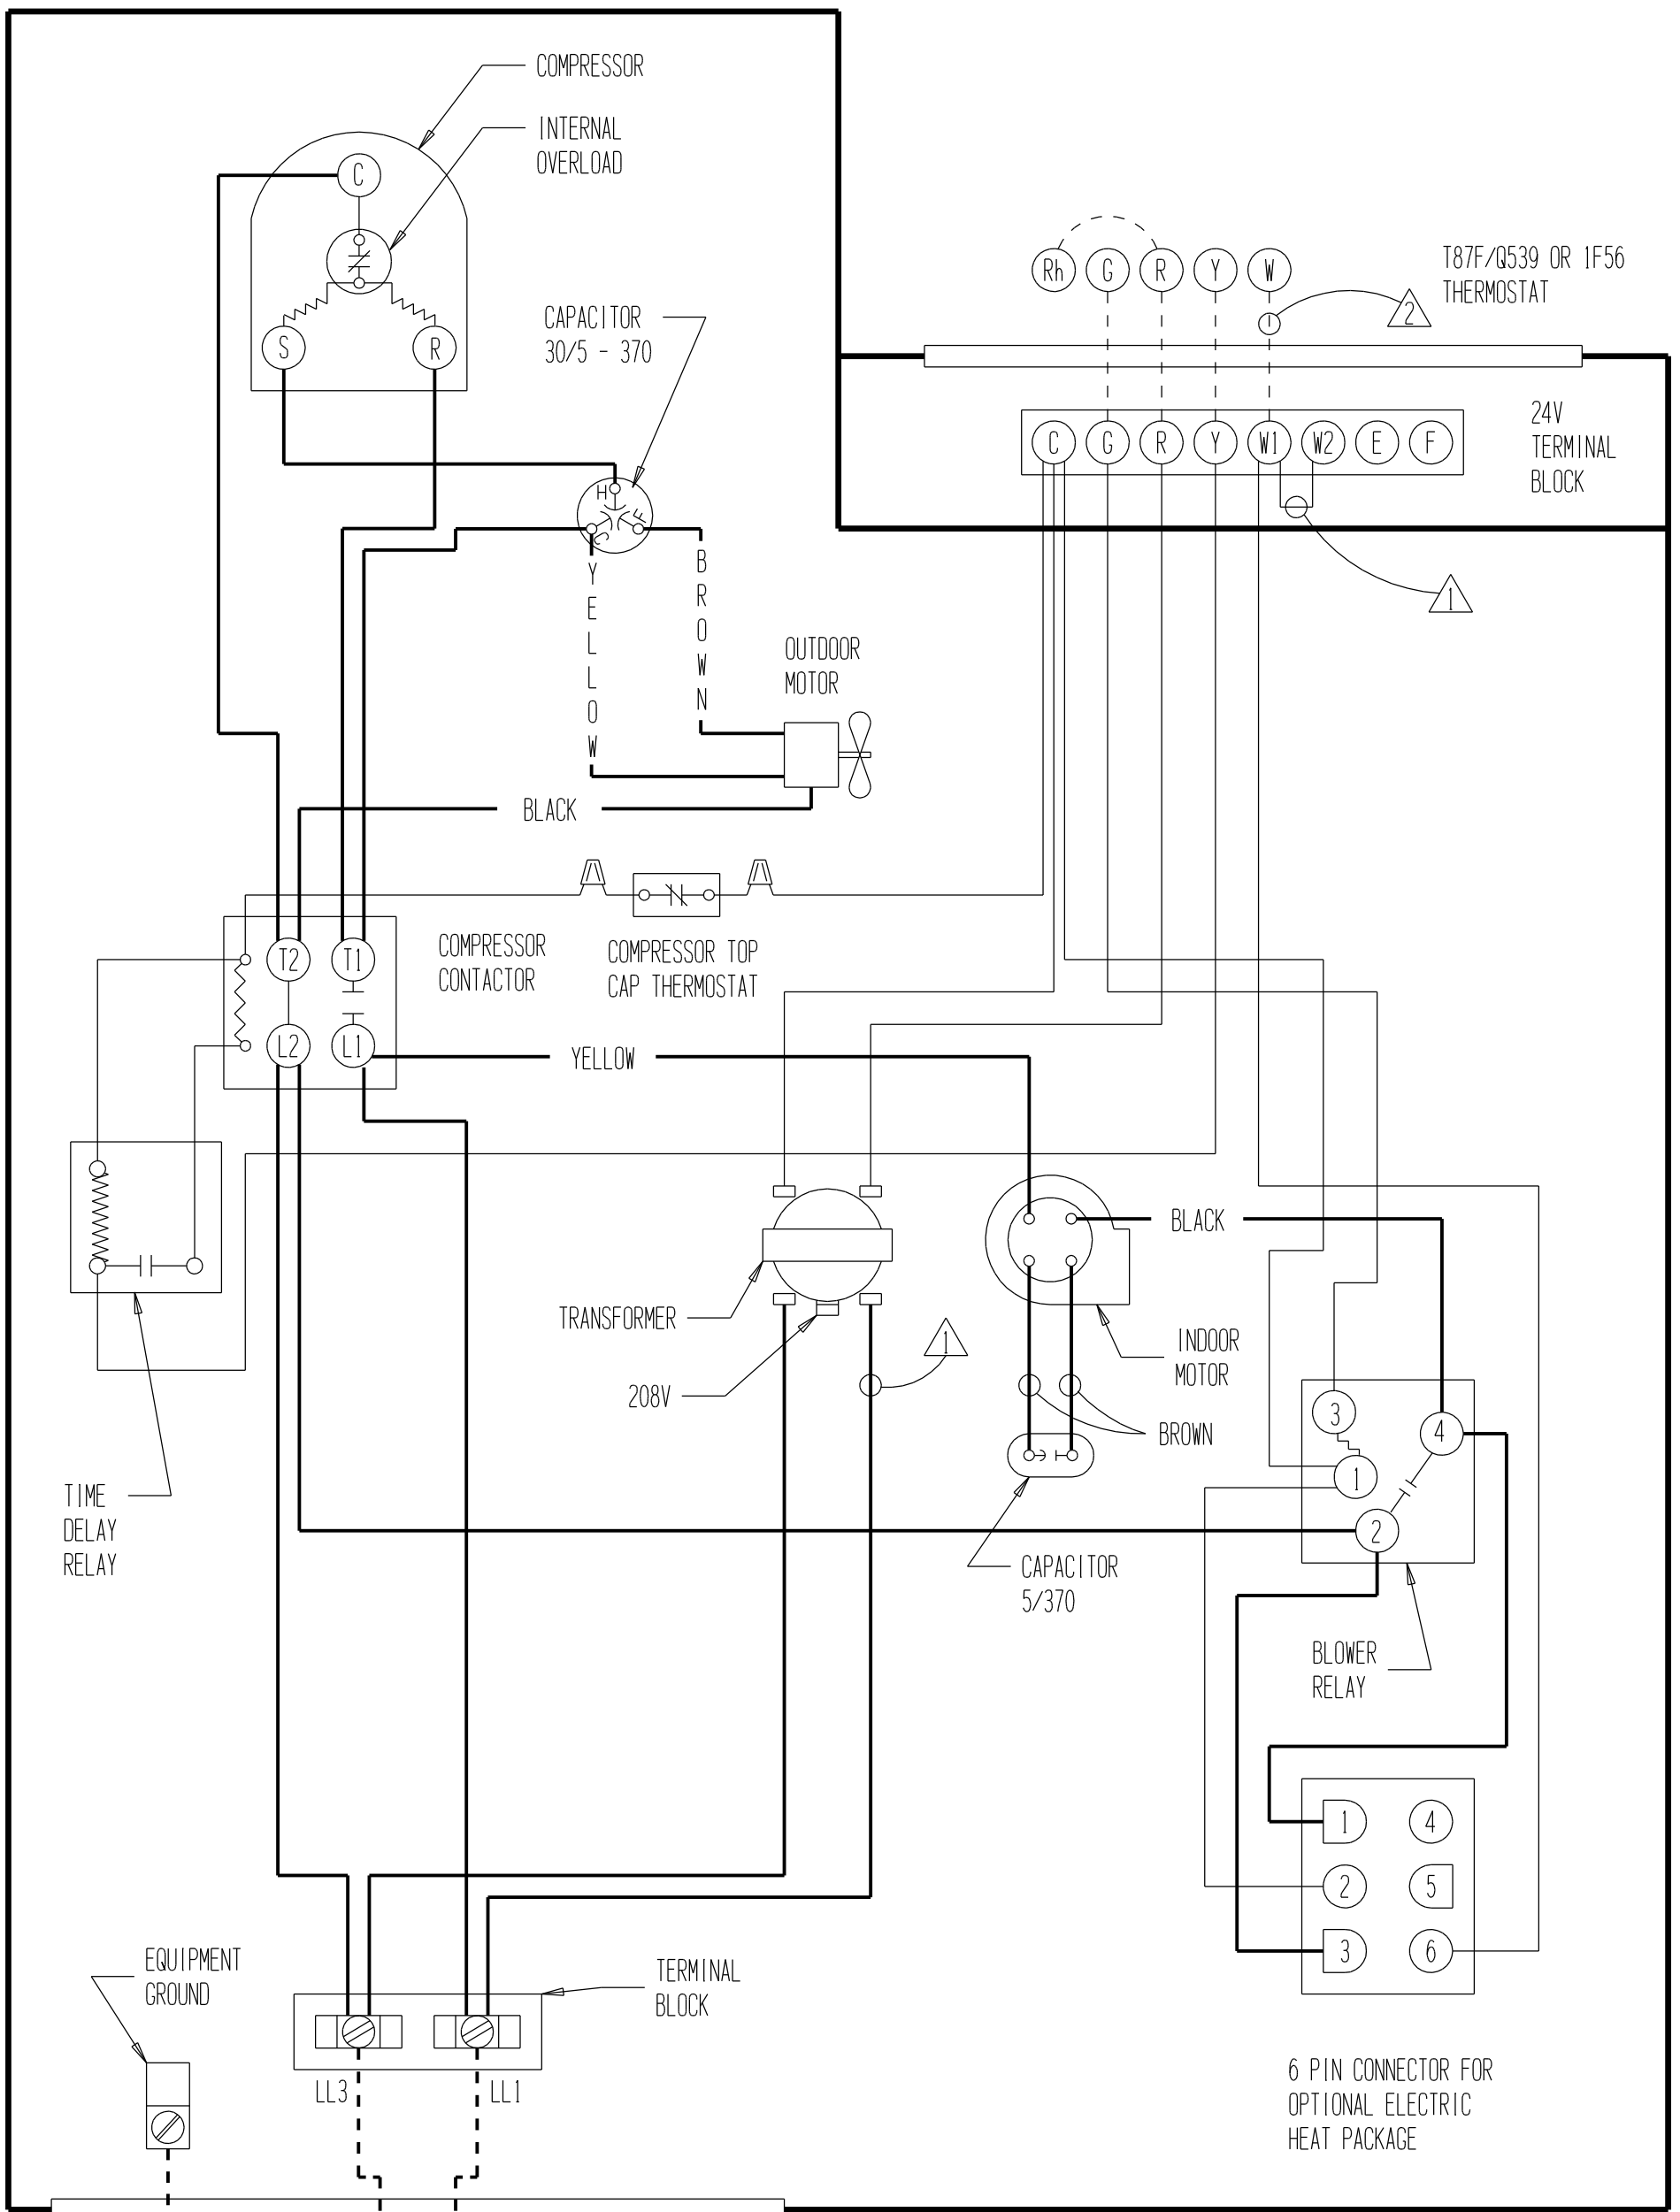 COMPRESSOR
INTERNAL
OVERLOAD
C
S
R
CAPACITOR
30/5 - 370
H
C
F
Rh
G
R
Y
W
2
T87F/Q539 OR 1F56
THERMOSTAT
C
G
R
Y
W1
W2
E
F
24V
TERMINAL
BLOCK
1
YELLOW
BROWN
OUTDOOR
MOTOR
BLACK
COMPRESSOR
CONTACTOR
COMPRESSOR TOP
CAP THERMOSTAT
T2
T1
L2
L1
YELLOW
BLACK
TRANSFORMER
208V
1
INDOOR
MOTOR
BROWN
TIME
DELAY
RELAY
CAPACITOR
5/370
3
4
1
2
BLOWER
RELAY
1
4
2
5
3
6
EQUIPMENT
GROUND
TERMINAL
BLOCK
LL3
LL1
6 PIN CONNECTOR FOR
OPTIONAL ELECTRIC
HEAT PACKAGE